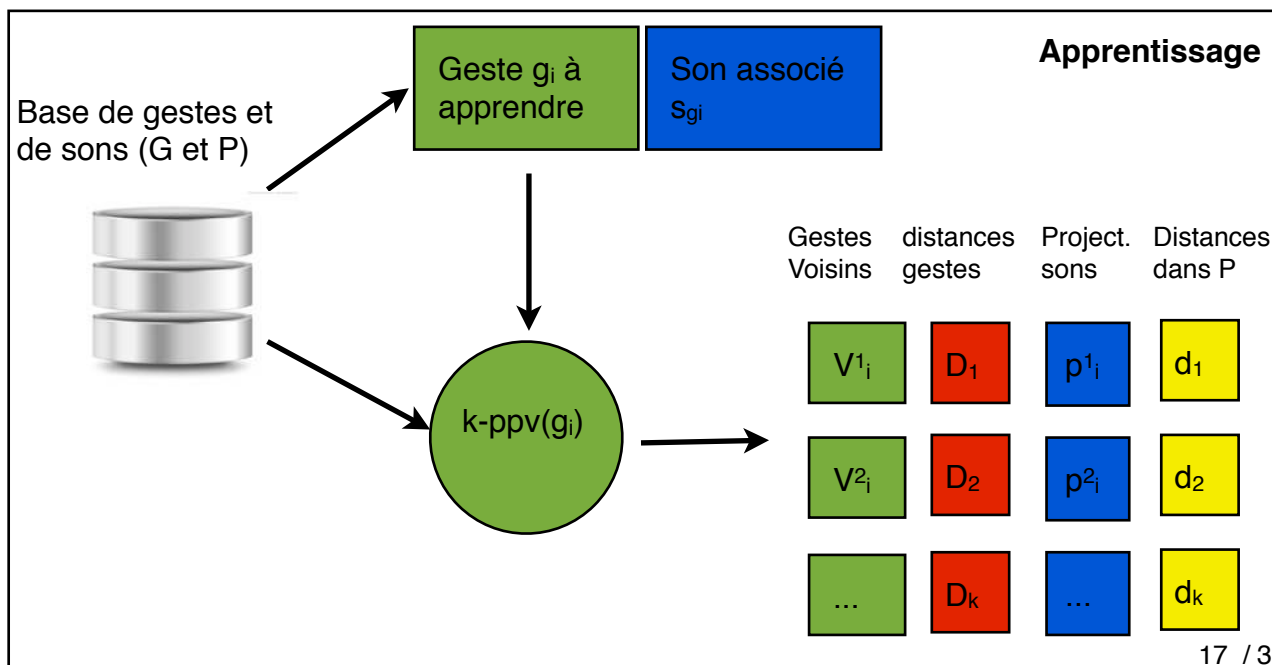 Apprentissage
Geste gᵢ à
apprendre
Son associé
s_gi
Base de gestes et
de sons (G et P)
Gestes
Voisins
distances
gestes
Project.
sons
Distances
dans P
k-ppv(gᵢ)
V¹ᵢ D₁ p¹ᵢ d₁
V²ᵢ D₂ p²ᵢ d₂
... Dₖ ... dₖ
17 / 3